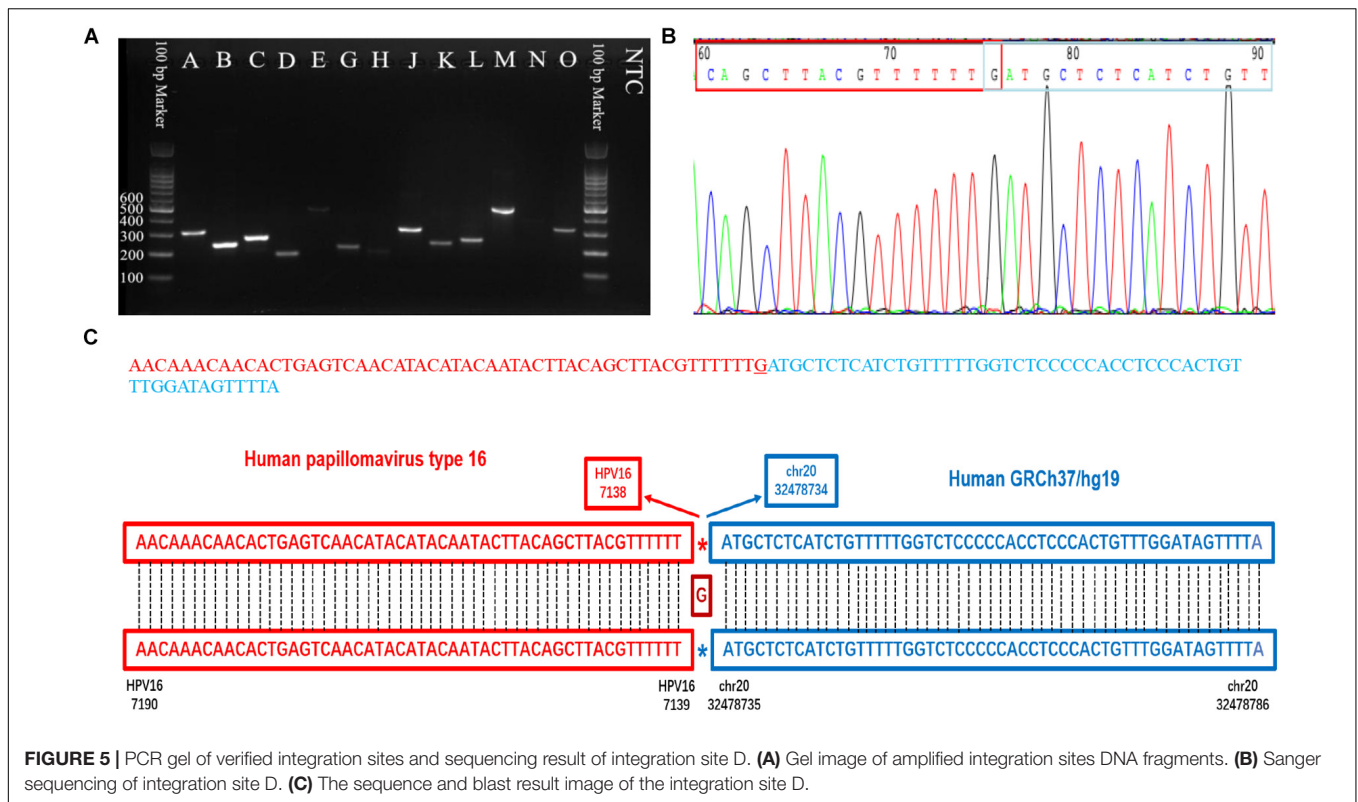 A
100 bp Marker
A B C D E G H J K L M N O
100 bp Marker
NTC
600
500
400
300
200
100
B
60 70 80 90
C A G C T T A C G T T T T T T G A T G C T C T C A T C T G T T
C
AACAAACAACACTGAGTCAACATACATACAATACTTACAGCTTACGTTTTTTGATGCTCTCATCTGTTTTTGGTCTCCCCCACCTCCCACTGT
TTGGATAGTTTTA
Human papillomavirus type 16
HPV16
7138
chr20
32478734
Human GRCh37/hg19
AACAAACAACACTGAGTCAACATACATACAATACTTACAGCTTACGTTTTTT * ATGCTCTCATCTGTTTTTGGTCTCCCCCACCTCCCACTGTTTGGATAGTTTTA
G
AACAAACAACACTGAGTCAACATACATACAATACTTACAGCTTACGTTTTTT * ATGCTCTCATCTGTTTTTGGTCTCCCCCACCTCCCACTGTTTGGATAGTTTTA
HPV16
7190
HPV16
7139
chr20
32478735
chr20
32478786
FIGURE 5 | PCR gel of verified integration sites and sequencing result of integration site D. (A) Gel image of amplified integration sites DNA fragments. (B) Sanger
sequencing of integration site D. (C) The sequence and blast result image of the integration site D.